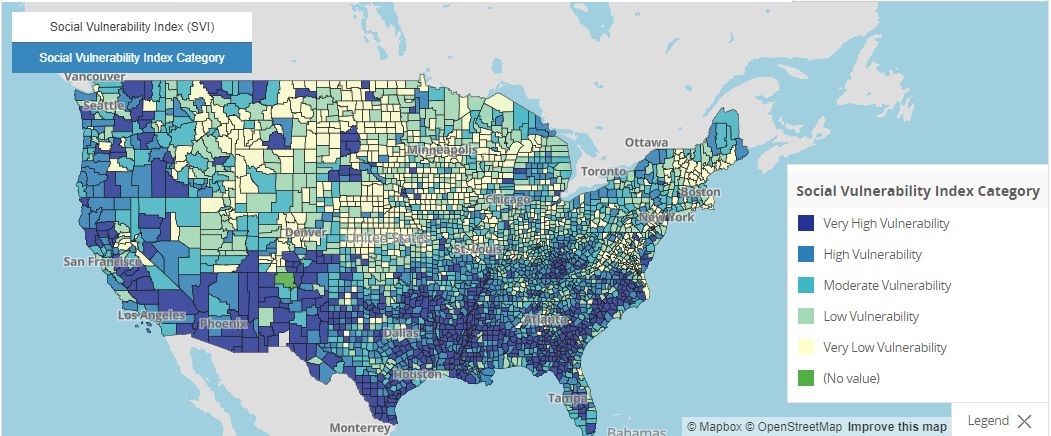 Social Vulnerability Index (SVI)
Social Vulnerability Index Category
Vancouver
Seattle
Ottawa
Minneapolis
Toronto
Social Vulnerability Index Category
Boston
Chicago
New York
Very High Vulnerability
Denver
United States
St. Louis
High Vulnerability
San Francisco
Moderate Vulnerability
Los Angeles
Phoenix
Atlanta
Low Vulnerability
Dallas
Very Low Vulnerability
Houston
(No value)
Tampa
Monterrey
Bahamas
© Mapbox © OpenStreetMap Improve this map
Legend